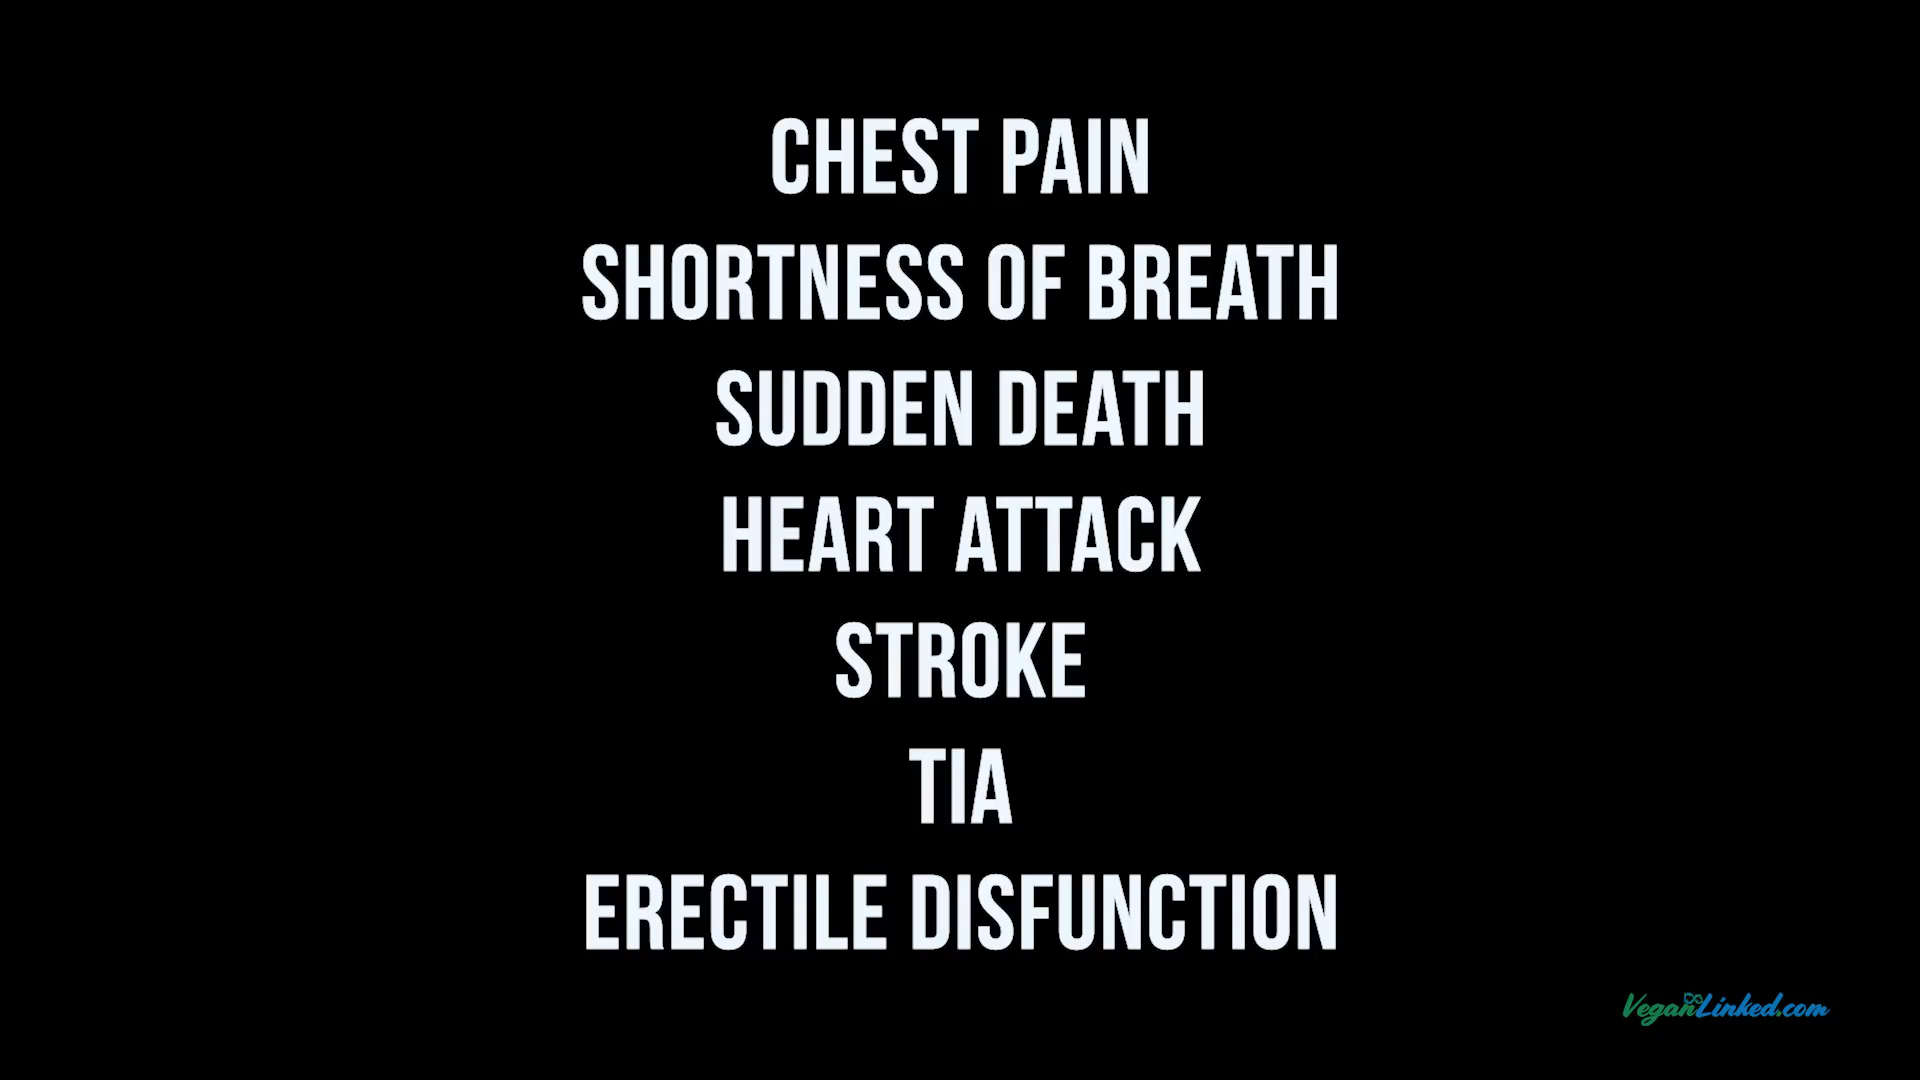 CHEST PAIN
SHORTNESS OF BREATH
SUDDEN DEATH
HEART ATTACK
STROKE
TIA
ERECTILE DISFUNCTION
VeganLinked.com